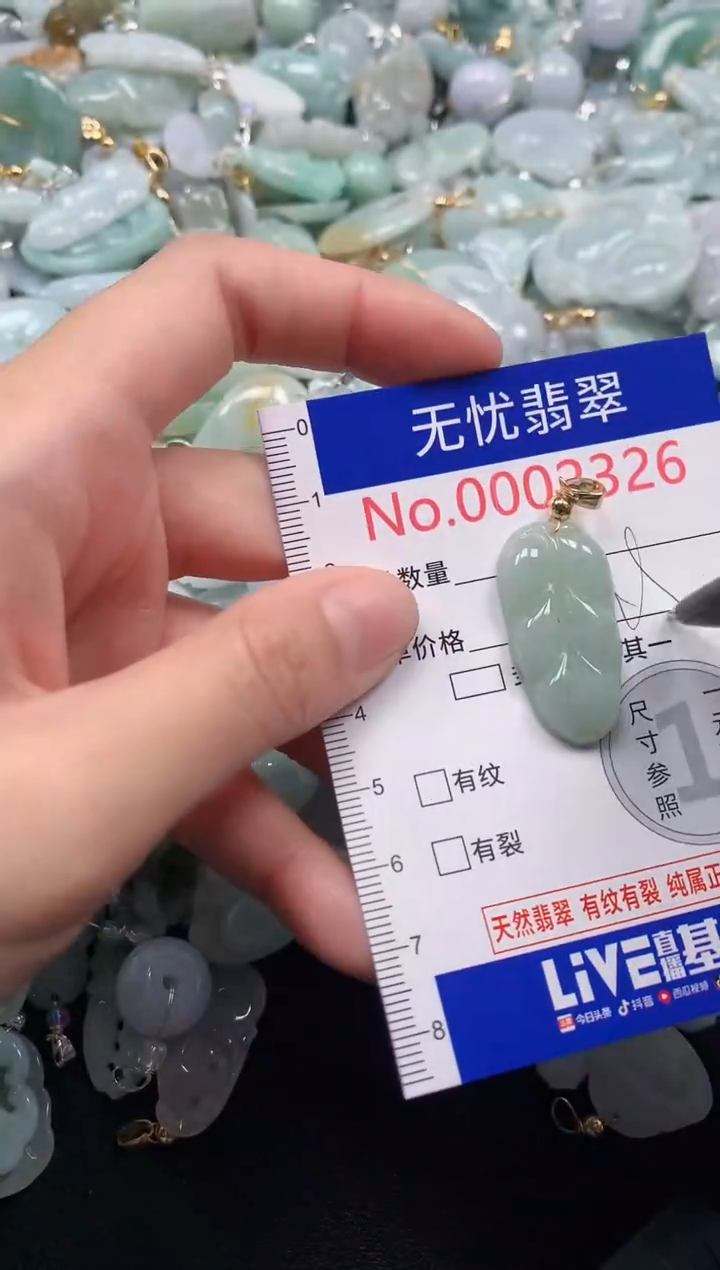 0
无忧翡翠
1
No.0002326
数量
价格
其一
4
尺寸参照
1
5
有纹
6
有裂
天然翡翠 有纹有裂 纯属正
7
LiVE直播基
今日头条 抖音 西瓜视频
8